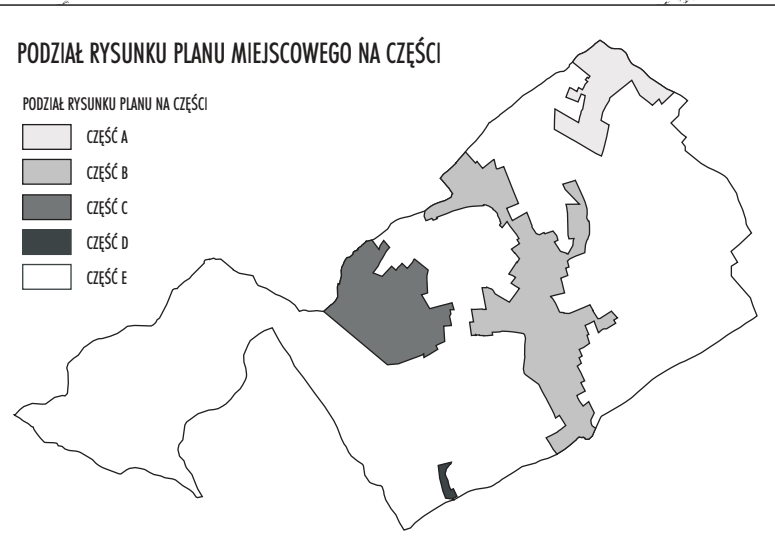 PODZIAŁ RYSUNKU PLANU MIEJSCOWEGO NA CZĘŚCI
PODZIAŁ RYSUNKU PLANU NA CZĘŚCI
CZĘŚĆ A
CZĘŚĆ B
CZĘŚĆ C
CZĘŚĆ D
CZĘŚĆ E